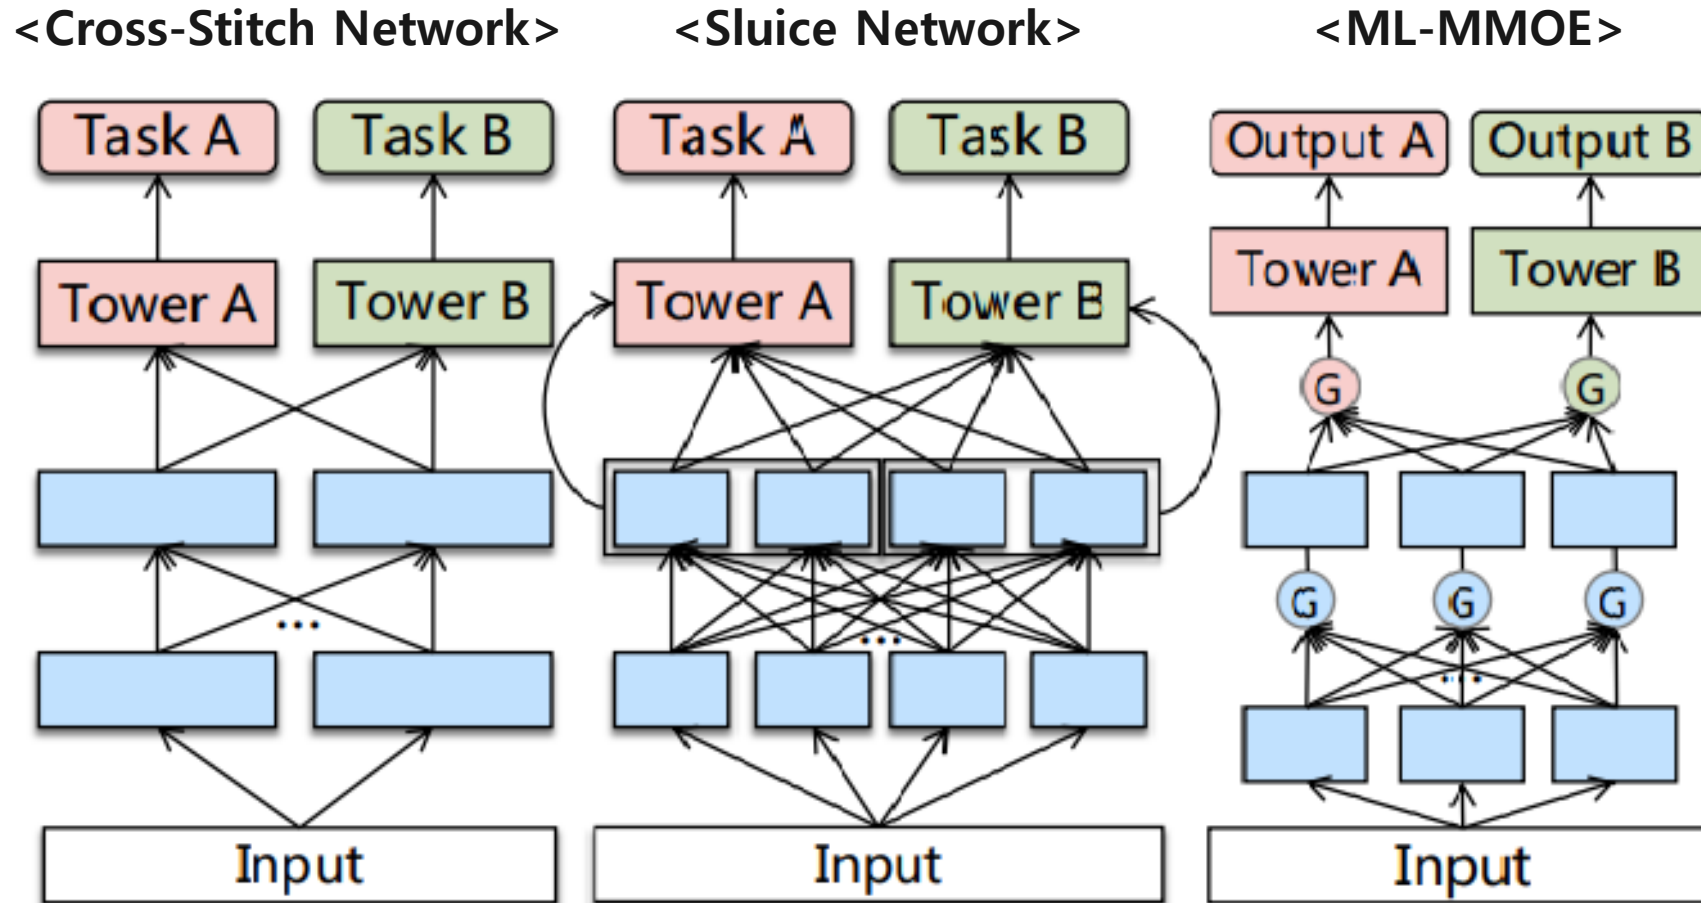 <Cross-Stitch Network>
Task A
Task B
Tower A
Tower B
...
Input
<Sluice Network>
Task A
Task B
Tower A
Tower B
...
Input
<ML-MMOE>
Output A
Output B
Tower A
Tower B
G
G
G
G
G
...
Input